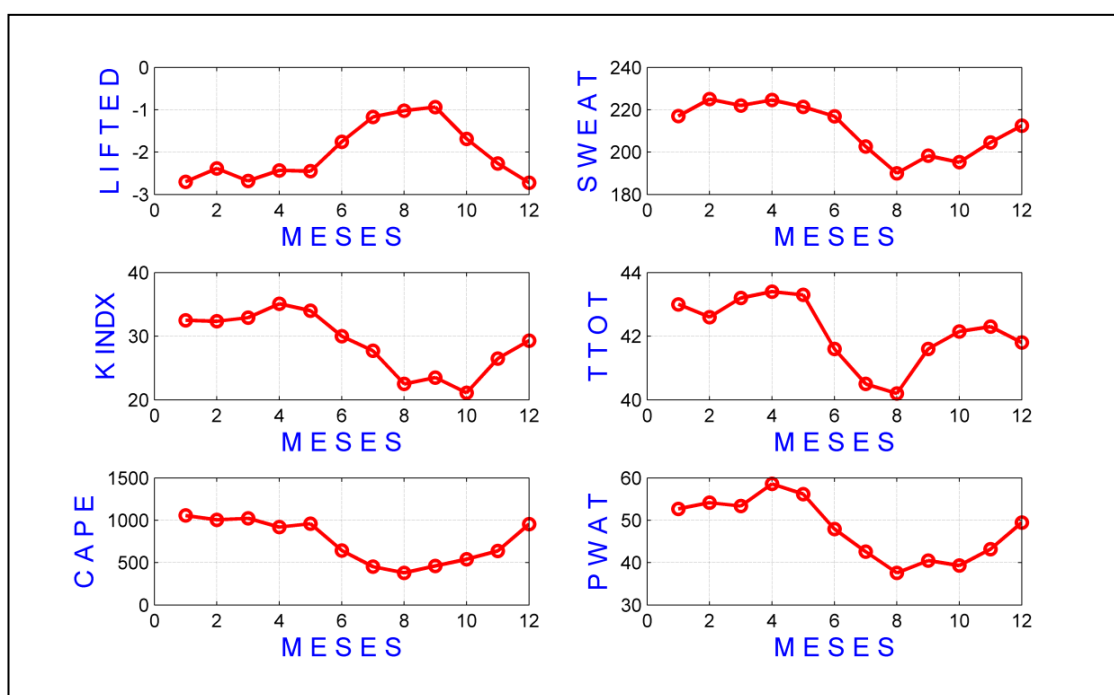 LIFTED
0
-1
-2
-3
0 2 4 6 8 10 12
MESES
SWEAT
240
220
200
180
0 2 4 6 8 10 12
MESES
KINDX
40
30
20
0 2 4 6 8 10 12
MESES
TTOT
44
42
40
0 2 4 6 8 10 12
MESES
CAPE
1500
1000
500
0
0 2 4 6 8 10 12
MESES
PWAT
60
50
40
30
0 2 4 6 8 10 12
MESES